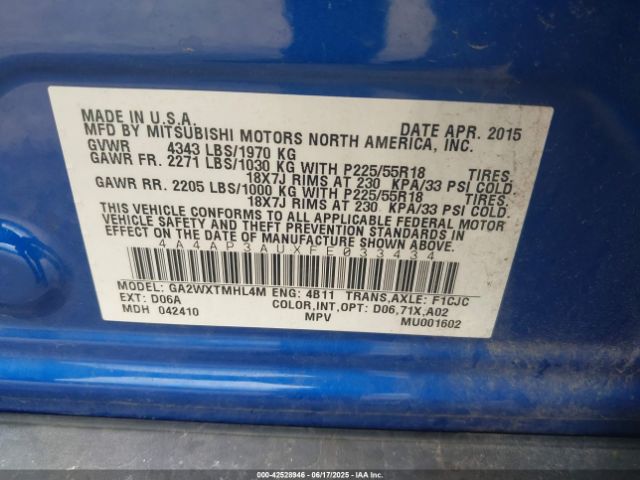 MADE IN U.S.A. DATE APR. 2015
MFD BY MITSUBISHI MOTORS NORTH AMERICA, INC.
GVWR 4343 LBS/1970 KG
GAWR FR. 2271 LBS/1030 KG WITH P225/55R18 TIRES,
18X7J RIMS AT 230 KPA/33 PSI COLD.
GAWR RR. 2205 LBS/1000 KG WITH P225/55R18 TIRES,
18X7J RIMS AT 230 KPA/33 PSI COLD.
THIS VEHICLE CONFORMS TO ALL APPLICABLE FEDERAL MOTOR
VEHICLE SAFETY AND THEFT PREVENTION STANDARDS IN
EFFECT ON THE DATE OF MANUFACTURE SHOWN ABOVE.
4A4AP3AUXFE033434
MODEL: GA2WXTMHL4M ENG: 4B11 TRANS,AXLE: F1CJC
EXT: D06A COLOR,INT,OPT: D06,71X,A02
MDH 042410 MPV MU001602
000-42528946 - 06/17/2025 - IAA Inc.